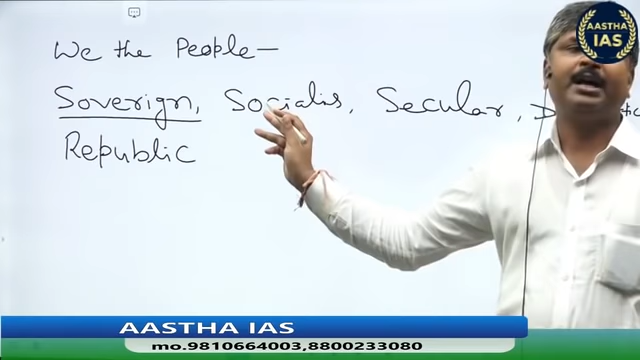 We the People—
Soverign, Socialis, Secular,
Republic
AASTHA
IAS
AASTHA IAS
mo.9810664003,8800233080